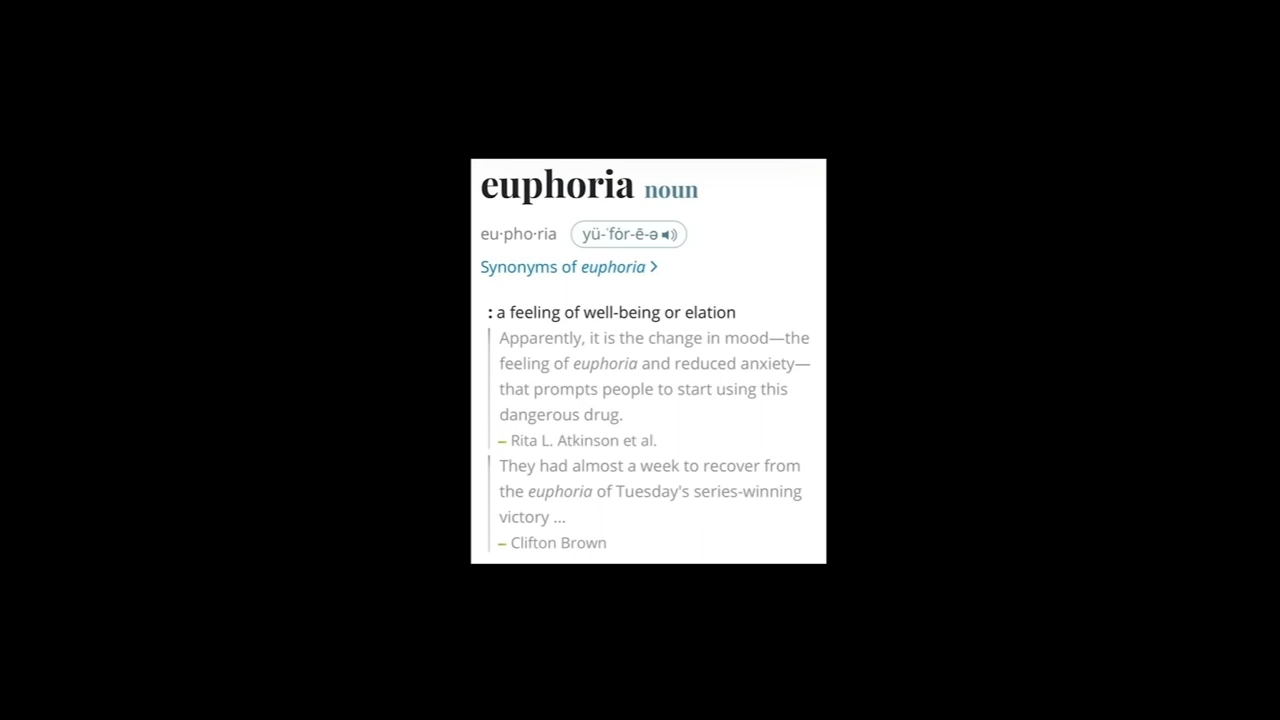 euphoria noun
eu·pho·ria yü-ˈfȯr-ē-ə
Synonyms of euphoria >
: a feeling of well-being or elation
Apparently, it is the change in mood—the
feeling of euphoria and reduced anxiety—
that prompts people to start using this
dangerous drug.
– Rita L. Atkinson et al.
They had almost a week to recover from
the euphoria of Tuesday's series-winning
victory ...
– Clifton Brown